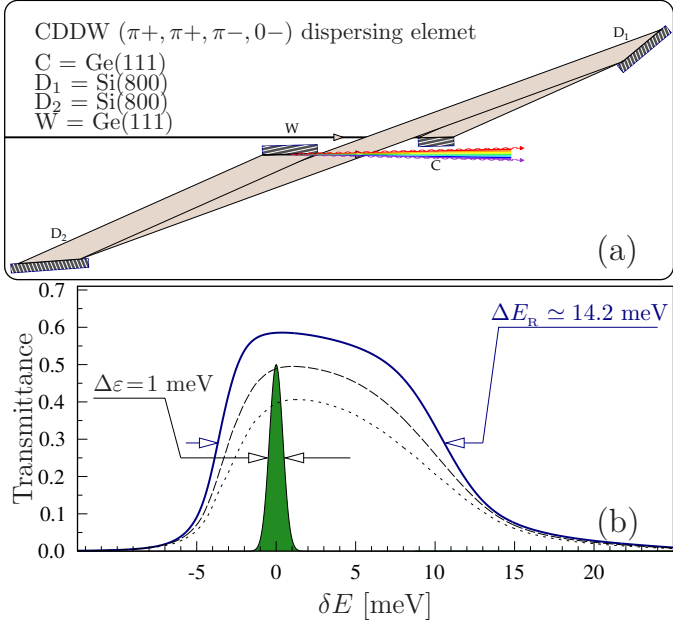 CDDW (π+, π+, π−, 0−) dispersing elemet
C = Ge(111)
D₁ = Si(800)
D₂ = Si(800)
W = Ge(111)
D₁
W
C
D₂
(a)
0.7
0.6
0.5
0.4
0.3
0.2
0.1
0.0
Transmittance
ΔE_R ≃ 14.2 meV
Δε=1 meV
(b)
-5 0 5 10 15 20
δE [meV]